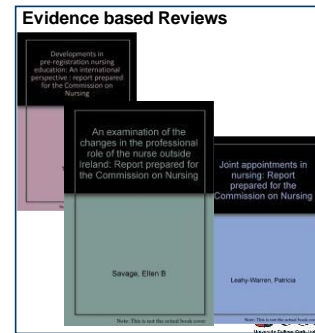 Evidence based Reviews
Developments in
pre-registration nursing
education: An international
perspective : report prepared
for the Commission on
Nursing
An examination of the
changes in the professional
role of the nurse outside
Ireland: Report prepared for
the Commission on Nursing
Savage, Ellen B
Note: This is not the actual book cover
Joint appointments in
nursing: Report
prepared for the
Commission on Nursing
Leahy-Warren, Patricia
Note: This is not the actual book cover